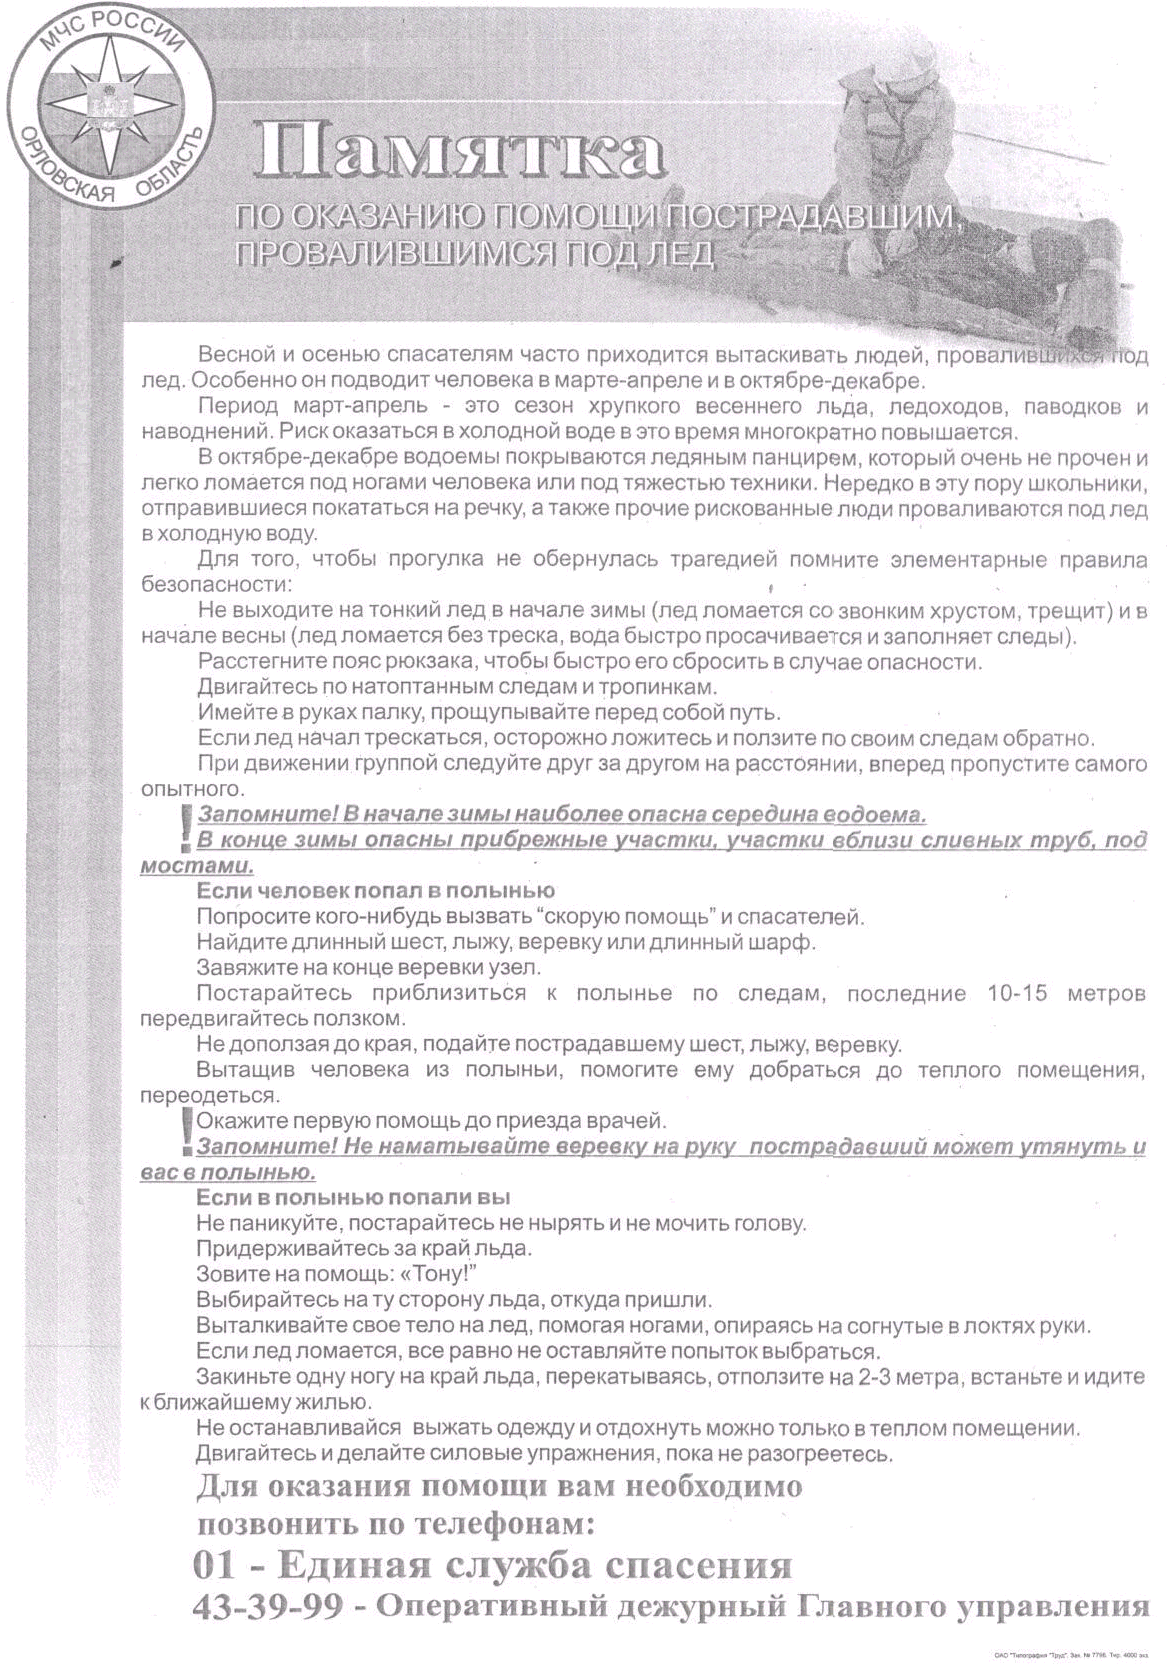 МЧС РОССИИ
ОРЛОВСКАЯ ОБЛАСТЬ
Памятка
ПО ОКАЗАНИЮ ПОМОЩИ ПОСТРАДАВШИМ,
ПРОВАЛИВШИМСЯ ПОД ЛЕД
Весной и осенью спасателям часто приходится вытаскивать людей, провалившихся под
лед. Особенно он подводит человека в марте-апреле и в октябре-декабре.
Период март-апрель - это сезон хрупкого весеннего льда, ледоходов, паводков и
наводнений. Риск оказаться в холодной воде в это время многократно повышается.
В октябре-декабре водоемы покрываются ледяным панцирем, который очень не прочен и
легко ломается под ногами человека или под тяжестью техники. Нередко в эту пору школьники,
отправившиеся покататься на речку, а также прочие рискованные люди проваливаются под лед
в холодную воду.
Для того, чтобы прогулка не обернулась трагедией помните элементарные правила
безопасности:
Не выходите на тонкий лед в начале зимы (лед ломается со звонким хрустом, трещит) и в
начале весны (лед ломается без треска, вода быстро просачивается и заполняет следы).
Расстегните пояс рюкзака, чтобы быстро его сбросить в случае опасности.
Двигайтесь по натоптанным следам и тропинкам.
Имейте в руках палку, прощупывайте перед собой путь.
Если лед начал трескаться, осторожно ложитесь и ползите по своим следам обратно.
При движении группой следуйте друг за другом на расстоянии, вперед пропустите самого
опытного.
! Запомните! В начале зимы наиболее опасна середина водоема.
В конце зимы опасны прибрежные участки, участки вблизи сливных труб, под
мостами.
Если человек попал в полынью
Попросите кого-нибудь вызвать “скорую помощь” и спасателей.
Найдите длинный шест, лыжу, веревку или длинный шарф.
Завяжите на конце веревки узел.
Постарайтесь приблизиться к полынье по следам, последние 10-15 метров
передвигайтесь ползком.
Не доползая до края, подайте пострадавшему шест, лыжу, веревку.
Вытащив человека из полыньи, помогите ему добраться до теплого помещения,
переодеться.
! Окажите первую помощь до приезда врачей.
Запомните! Не наматывайте веревку на руку пострадавший может утянуть и
вас в полынью.
Если в полынью попали вы
Не паникуйте, постарайтесь не нырять и не мочить голову.
Придерживайтесь за край льда.
Зовите на помощь: «Тону!”
Выбирайтесь на ту сторону льда, откуда пришли.
Выталкивайте свое тело на лед, помогая ногами, опираясь на согнутые в локтях руки.
Если лед ломается, все равно не оставляйте попыток выбраться.
Закиньте одну ногу на край льда, перекатываясь, отползите на 2-3 метра, встаньте и идите
к ближайшему жилью.
Не останавливайся выжать одежду и отдохнуть можно только в теплом помещении.
Двигайтесь и делайте силовые упражнения, пока не разогреетесь.
Для оказания помощи вам необходимо
позвонить по телефонам:
01 - Единая служба спасения
43-39-99 - Оперативный дежурный Главного управления
ОАО "Типография "Труд". Зак. № 7796. Тир. 4000 экз